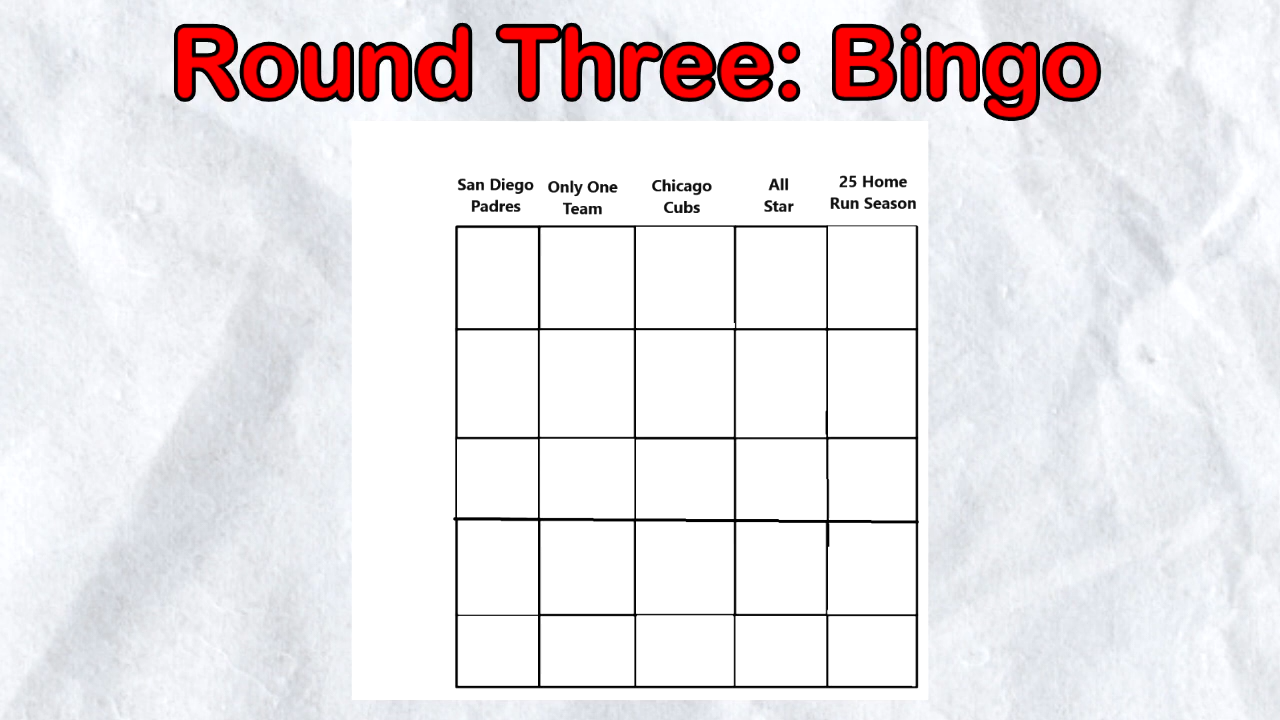 Round Three: Bingo
San Diego Padres
Only One Team
Chicago Cubs
All Star
25 Home Run Season